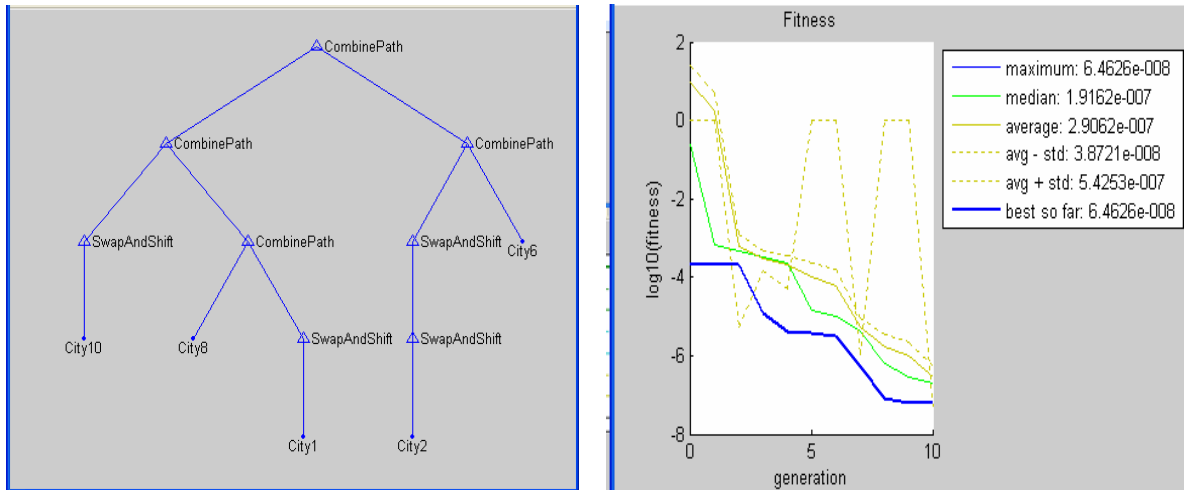 CombinePath
CombinePath
CombinePath
SwapAndShift
CombinePath
SwapAndShift
City6
City10
City8
SwapAndShift
SwapAndShift
City1
City2
Fitness
log10(fitness)
2
0
-2
-4
-6
-8
0
5
10
generation
maximum: 6.4626e-008
median: 1.9162e-007
average: 2.9062e-007
avg - std: 3.8721e-008
avg + std: 5.4253e-007
best so far: 6.4626e-008